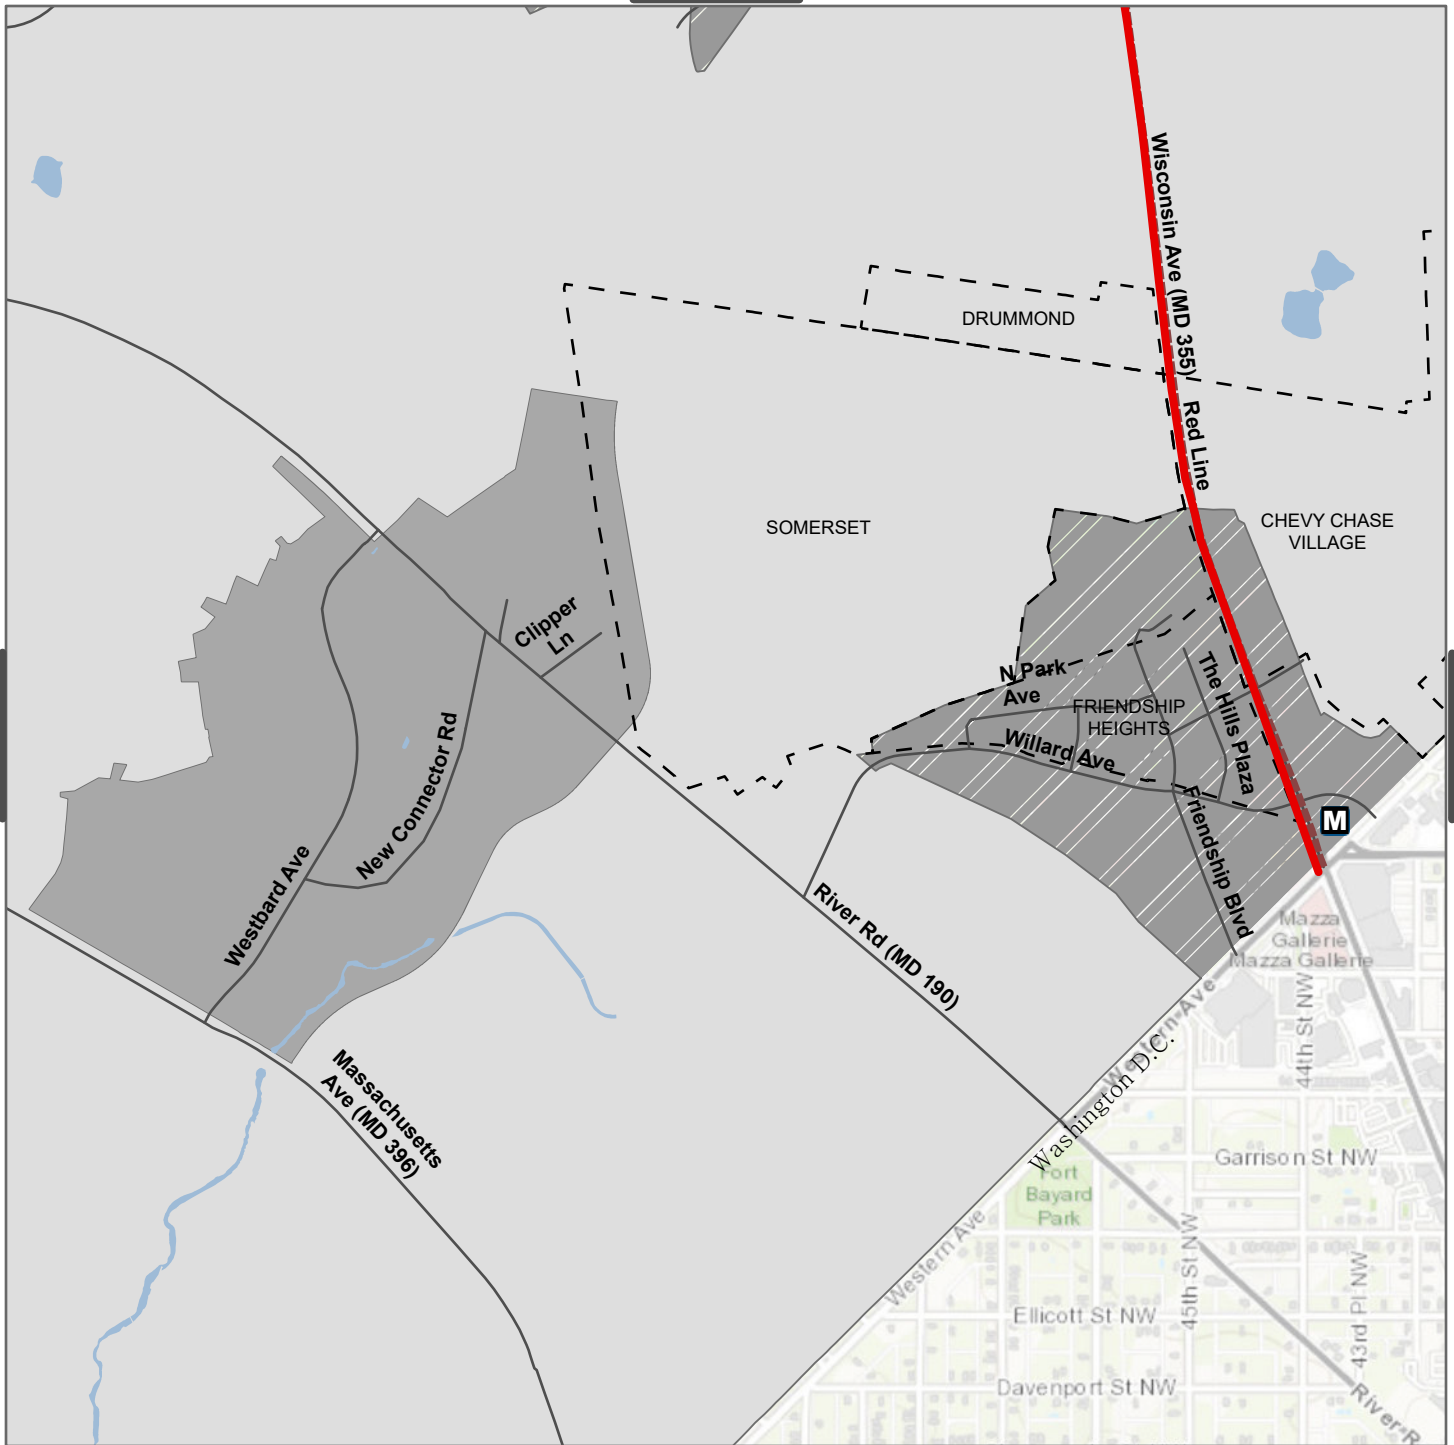 Wisconsin Ave (MD 355)/ Red Line
DRUMMOND
SOMERSET
CHEVY CHASE
VILLAGE
Clipper
Ln
N Park
Ave
FRIENDSHIP
HEIGHTS
The Hills Plaza
Willard Ave
New Connector Rd
M
Friendship Blvd
Westbard Ave
River Rd (MD 190)
Mazza
Gallerie
Mazza Gallerie
Western Ave
44th St NW
Washington D.C.
Massachusetts
Ave (MD 396)
Garrison St NW
Fort
Bayard
Park
Western Ave
45th St NW
43rd Pl NW
Ellicott St NW
Davenport St NW
River R